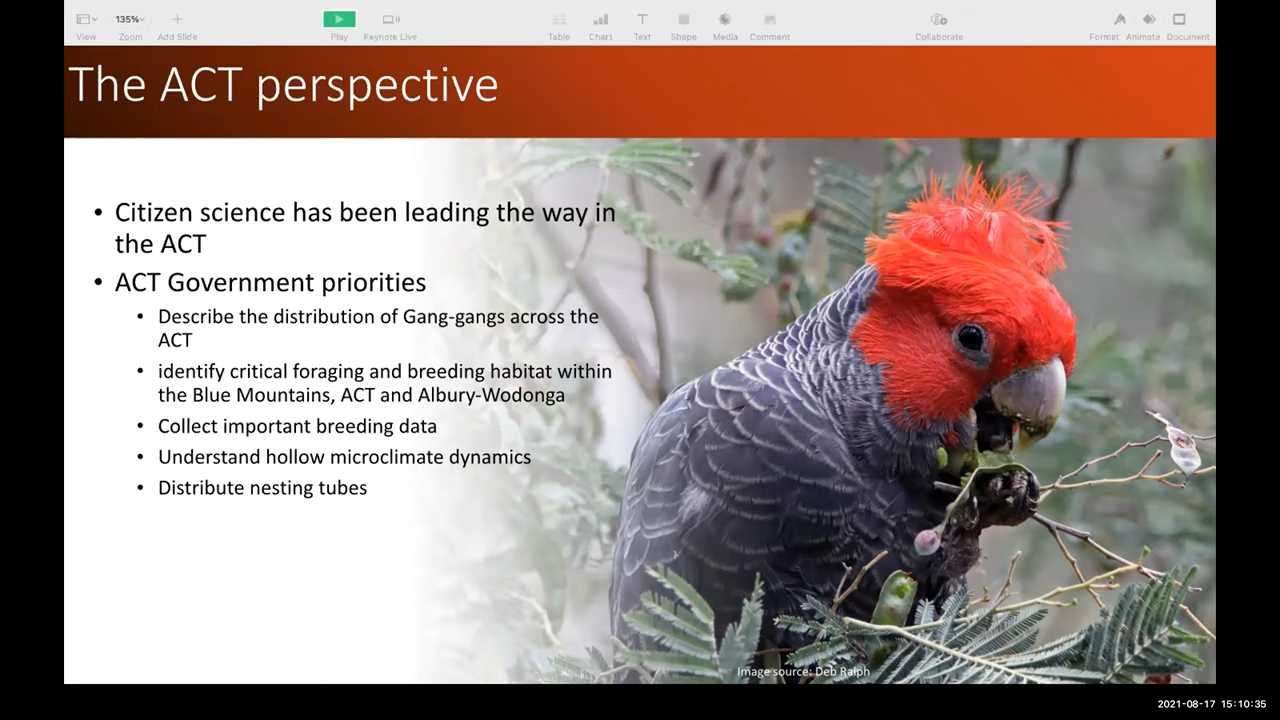 135%
View
Zoom
Add Slide
Play
Keynote Live
Table
Chart
Text
Shape
Media
Comment
Collaborate
Format
Animate
Document
The ACT perspective
• Citizen science has been leading the way in
the ACT
• ACT Government priorities
• Describe the distribution of Gang-gangs across the
ACT
• identify critical foraging and breeding habitat within
the Blue Mountains, ACT and Albury-Wodonga
• Collect important breeding data
• Understand hollow microclimate dynamics
• Distribute nesting tubes
Image source: Deb Ralph
2021-08-17 15:10:35